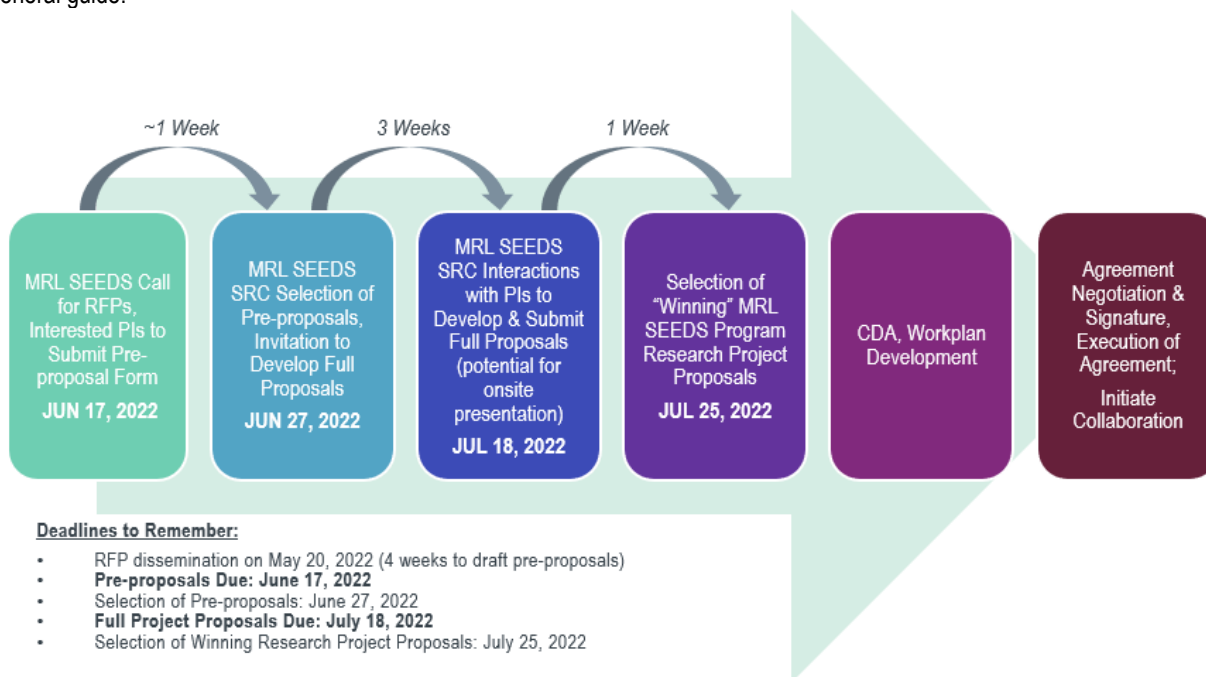 general guide.
~1 Week
3 Weeks
1 Week
MRL SEEDS Call
for RFPs,
Interested PIs to
Submit Pre-
proposal Form
JUN 17, 2022
MRL SEEDS
SRC Selection of
Pre-proposals,
Invitation to
Develop Full
Proposals
JUN 27, 2022
MRL SEEDS
SRC Interactions
with PIs to
Develop & Submit
Full Proposals
(potential for
onsite
presentation)
JUL 18, 2022
Selection of
“Winning” MRL
SEEDS Program
Research Project
Proposals
JUL 25, 2022
CDA, Workplan
Development
Agreement
Negotiation &
Signature,
Execution of
Agreement;
Initiate
Collaboration
Deadlines to Remember:
• RFP dissemination on May 20, 2022 (4 weeks to draft pre-proposals)
• Pre-proposals Due: June 17, 2022
• Selection of Pre-proposals: June 27, 2022
• Full Project Proposals Due: July 18, 2022
• Selection of Winning Research Project Proposals: July 25, 2022